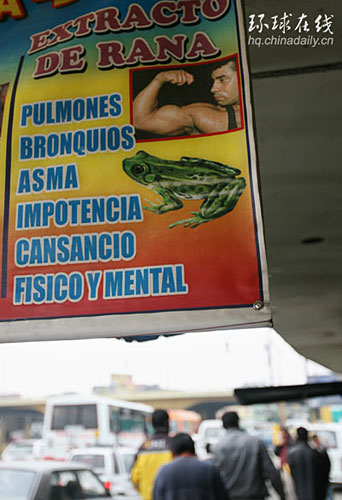 环球在线
hq.chinadaily.cn
EXTRACTO
DE RANA
PULMONES
BRONQUIOS
ASMA
IMPOTENCIA
CANSANCIO
FISICO Y MENTAL